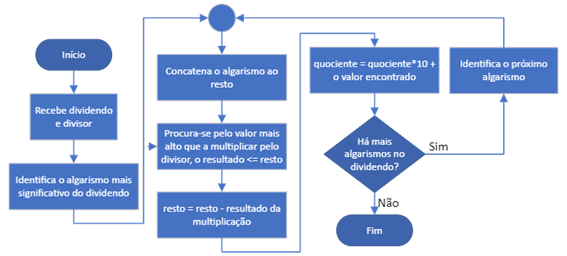 Início
Recebe dividendo
e divisor
Identifica o algarismo mais
significativo do dividendo
Concatena o algarismo ao
resto
Procura-se pelo valor mais
alto que a multiplicar pelo
divisor, o resultado <= resto
resto = resto - resultado da
multiplicação
quociente = quociente*10 +
o valor encontrado
Há mais
algarismos no
dividendo?
Sim
Não
Fim
Identifica o próximo
algarismo